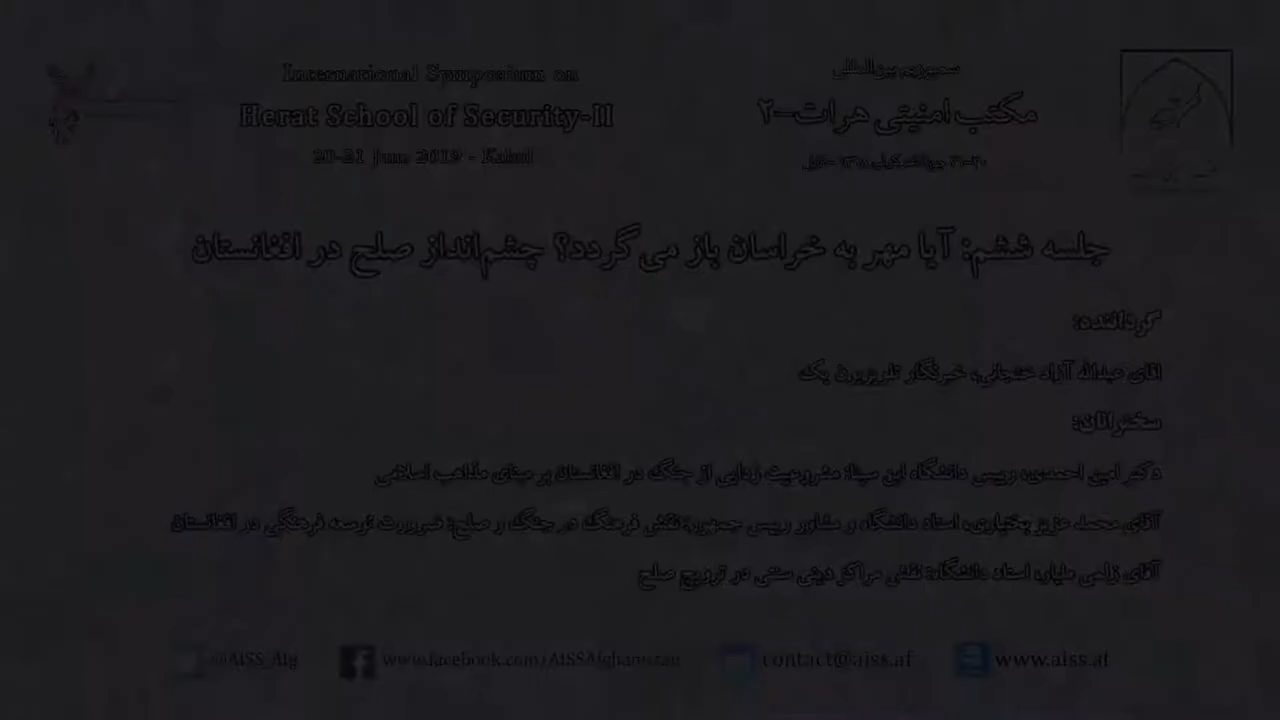 International Symposium on
Herat School of Security-II
20-21 June 2019 - Kabul
سمپوزیم بین‌المللی
مکتب امنیتی هرات-۲
جلسه ششم: آیا مهر به خراسان باز می‌گردد؟ چشم‌انداز صلح در افغانستان
گرداننده:
آقای عبدالله آزاد خنجانی، خبرنگار تلویزیون یک
سخنرانان:
دکتر امین احمدی، رییس دانشگاه ابن سینا: مشروعیت زدایی از جنگ در افغانستان بر مبنای مذاهب اسلامی
آقای محمد عزیز بختیاری، استاد دانشگاه و مشاور رییس جمهور: نقش فرهنگ در جنگ و صلح: ضرورت توسعه فرهنگی در افغانستان
آقای زلمی ملیار، استاد دانشگاه: نقش مراکز دینی سنتی در ترویج صلح
@AISS_Afg
www.facebook.com/AISSAfghanistan
contact@aiss.af
www.aiss.af